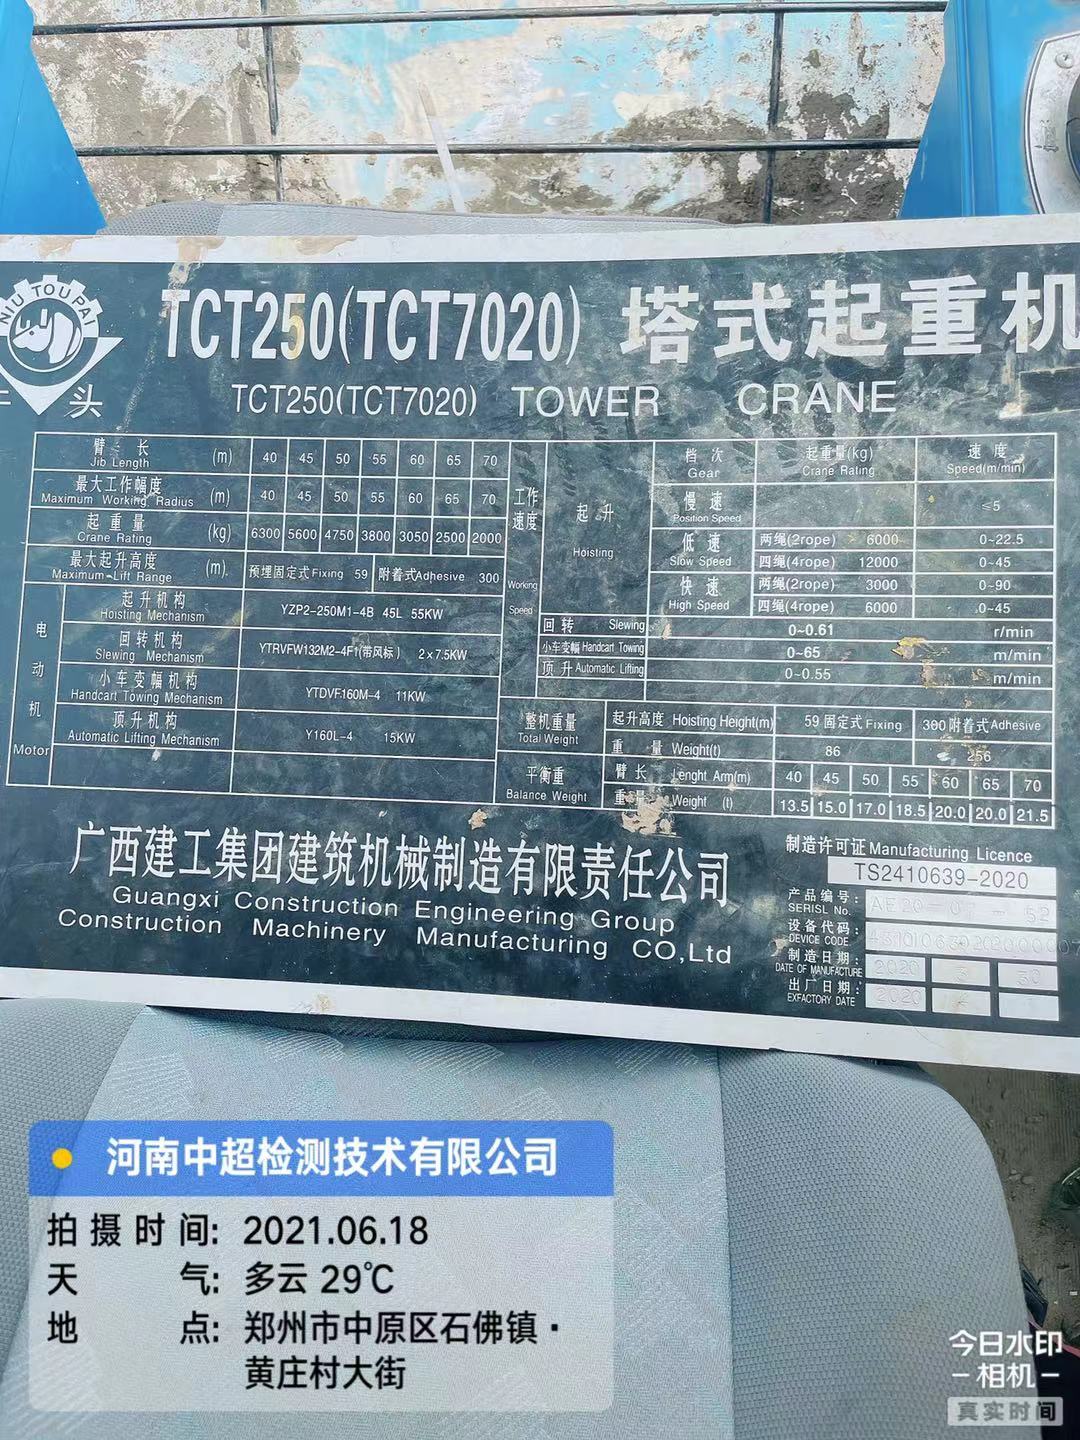 NIU TOUPAI
头
TCT250(TCT7020) 塔式起重机
TCT250(TCT7020) TOWER CRANE
臂 长 (m) 40 45 50 55 60 65 70
Jib Length
最大工作幅度 (m) 40 45 50 55 60 65 70
Maximum Working Radius
起重量 (kg) 6300 5600 4750 3800 3050 2500 2000
Crane Rating
最大起升高度 (m) 预埋固定式Fixing 59 附着式Adhesive 300
Maximum Lift Range
电动机
Motor
起升机构 YZP2-250M1-4B 45L 55KW
Hoisting Mechanism
回转机构 YTRVFW132M2-4F1(带风标) 2x7.5KW
Slewing Mechanism
小车变幅机构 YTDVF160M-4 11KW
Handcart Towing Mechanism
顶升机构 Y160L-4 15KW
Automatic Lifting Mechanism
工作速度
Working Speed
起 升
Hoisting
档 次 起重量(kg) 速 度
Gear Crane Rating Speed(m/min)
慢 速 ≤5
Position Speed
低 速 两绳(2rope) 6000 0~22.5
Slow Speed 四绳(4rope) 12000 0~45
快 速 两绳(2rope) 3000 0~90
High Speed 四绳(4rope) 6000 0~45
回 转 Slewing 0~0.61 r/min
小车变幅 Handcart Towing 0~65 m/min
顶 升 Automatic Lifting 0~0.55 m/min
整机重量 起升高度 Hoisting Height(m) 59 固定式 Fixing 300 附着式 Adhesive
Total Weight 重 量 Weight(t) 86 256
平衡重 臂 长 Lenght Arm(m) 40 45 50 55 60 65 70
Balance Weight 重量 Weight (t) 13.5 15.0 17.0 18.5 20.0 20.0 21.5
广西建工集团建筑机械制造有限责任公司
Guangxi Construction Engineering Group
Construction Machinery Manufacturing CO,Ltd
制造许可证 Manufacturing Licence
TS2410639-2020
产品编号:
SERISL No.
设备代码:
DEVICE CODE
制造日期: 2020 3 30
DATE OF MANUFACTURE
出厂日期: 2020
EXFACTORY DATE
河南中超检测技术有限公司
拍摄时间: 2021.06.18
天 气: 多云 29℃
地 点: 郑州市中原区石佛镇·
黄庄村大街
今日水印
相机
真实时间